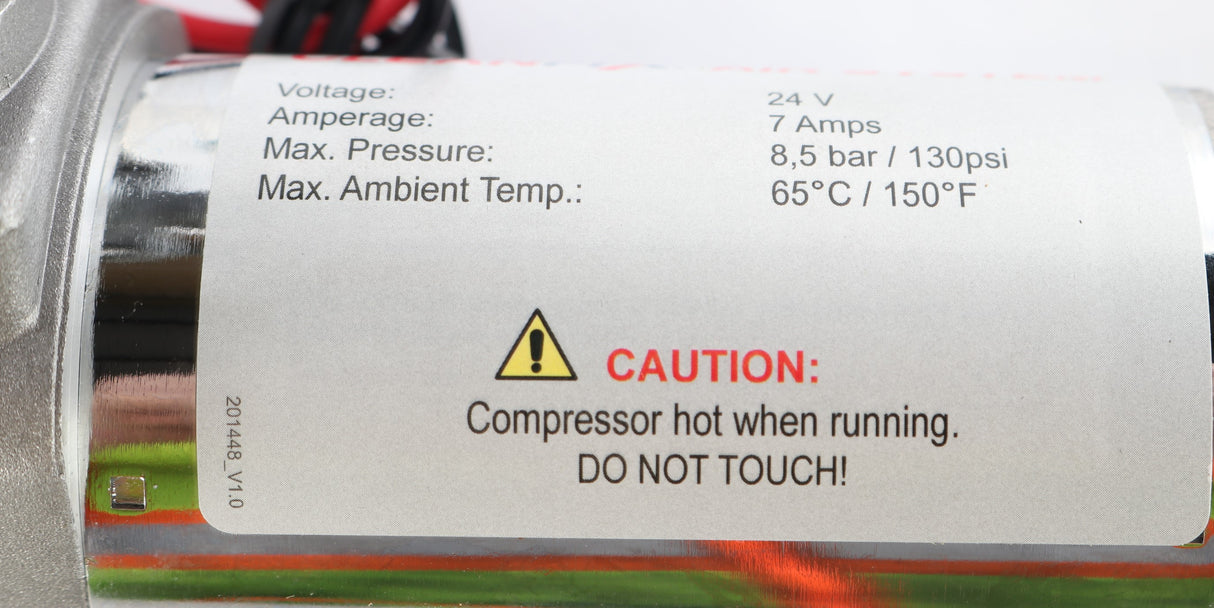 Voltage: 24 V
Amperage: 7 Amps
Max. Pressure: 8,5 bar / 130psi
Max. Ambient Temp.: 65°C / 150°F
CAUTION:
Compressor hot when running.
DO NOT TOUCH!
201448_V1.0